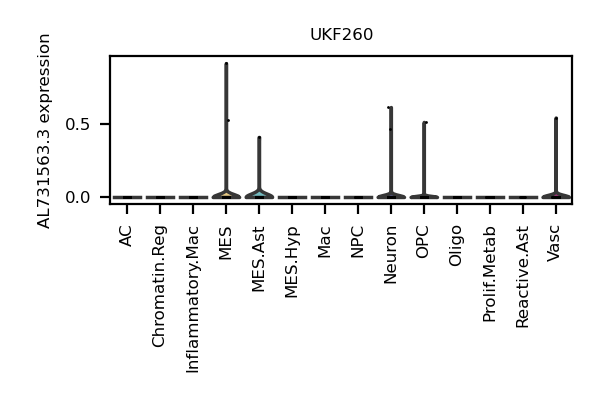 UKF260
AL731563.3 expression
0.5
0.0
AC
Chromatin.Reg
Inflammatory.Mac
MES
MES.Ast
MES.Hyp
Mac
NPC
Neuron
OPC
Oligo
Prolif.Metab
Reactive.Ast
Vasc